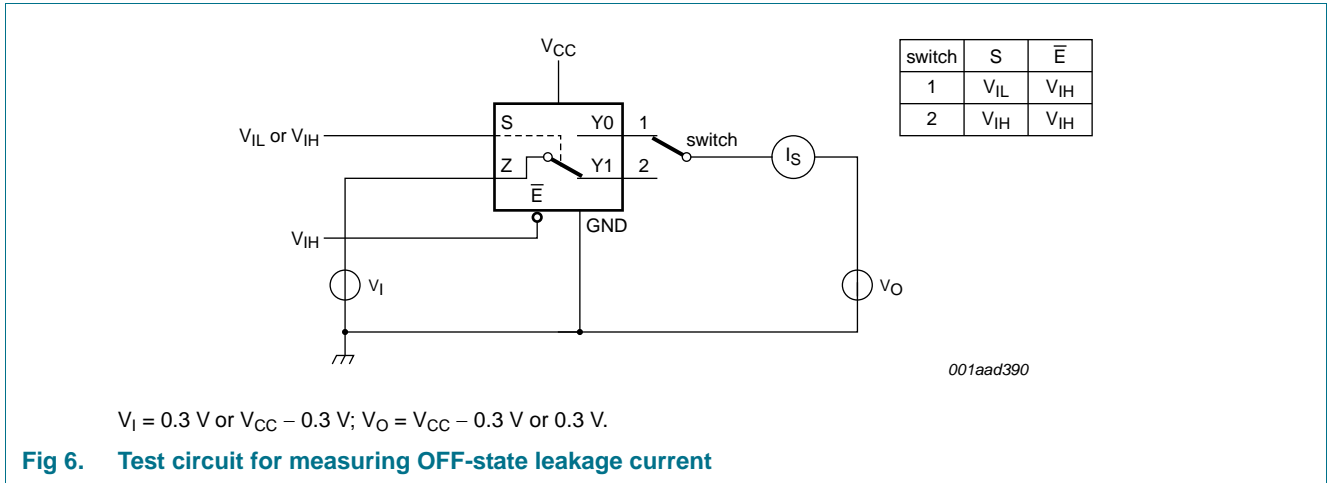 VCC
switch S E̅
1 VIL VIH
2 VIH VIH
VIL or VIH
S Y0 1 switch
IS
Z Y1 2
E̅
GND
VIH
VI
VO
001aad390
VI = 0.3 V or VCC − 0.3 V; VO = VCC − 0.3 V or 0.3 V.
Fig 6. Test circuit for measuring OFF-state leakage current